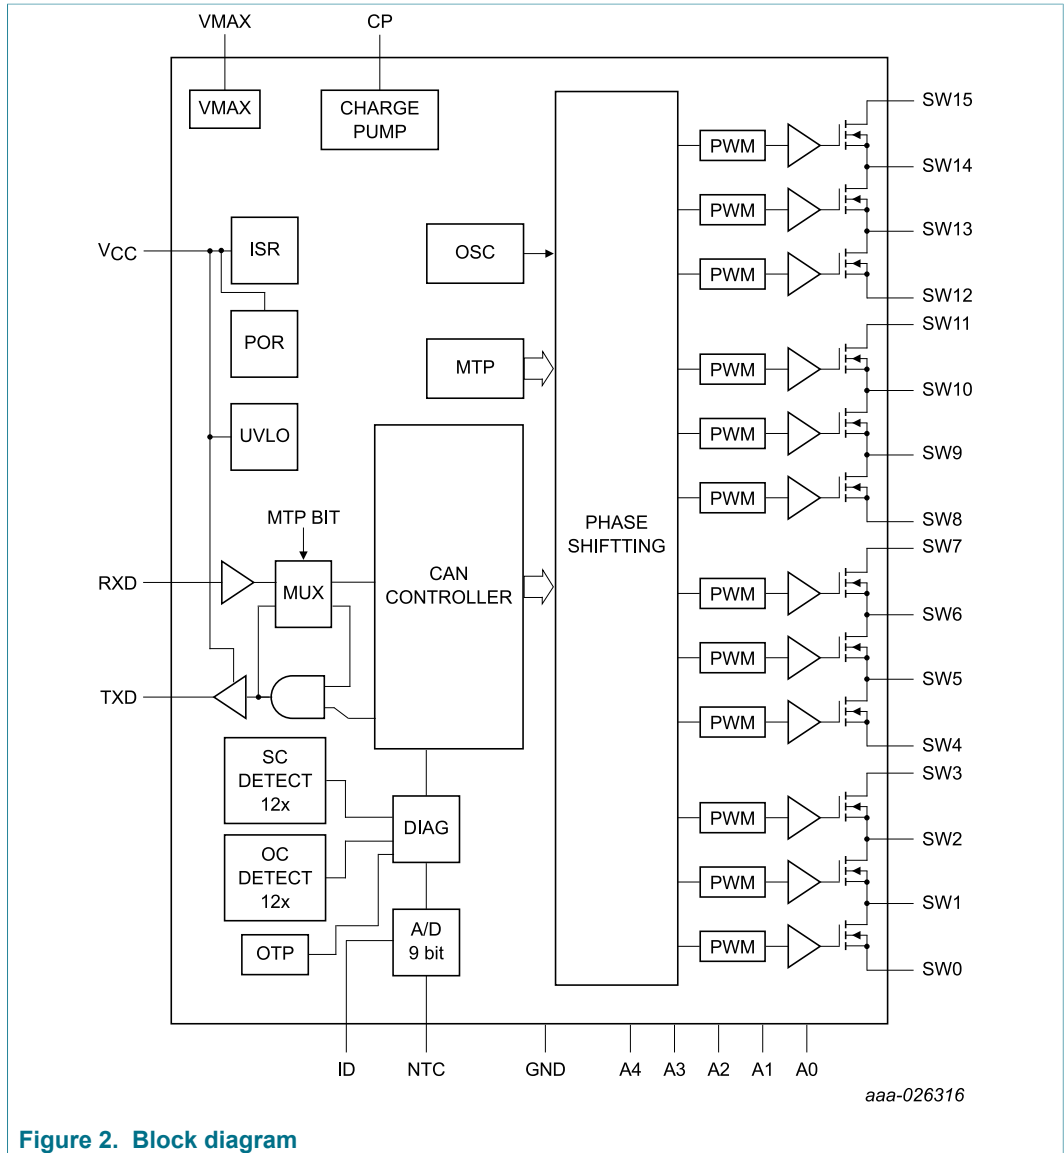 VMAX
CP
VMAX
CHARGE
PUMP
SW15
PWM
SW14
PWM
SW13
VCC
ISR
OSC
PWM
SW12
SW11
POR
MTP
PWM
SW10
UVLO
PWM
SW9
PWM
SW8
MTP BIT
PHASE
SHIFTTING
SW7
RXD
MUX
CAN
CONTROLLER
PWM
SW6
PWM
SW5
TXD
PWM
SW4
SC
DETECT
12x
SW3
DIAG
PWM
SW2
OC
DETECT
12x
PWM
SW1
A/D
9 bit
OTP
PWM
SW0
ID
NTC
GND
A4
A3
A2
A1
A0
aaa-026316
Figure 2. Block diagram